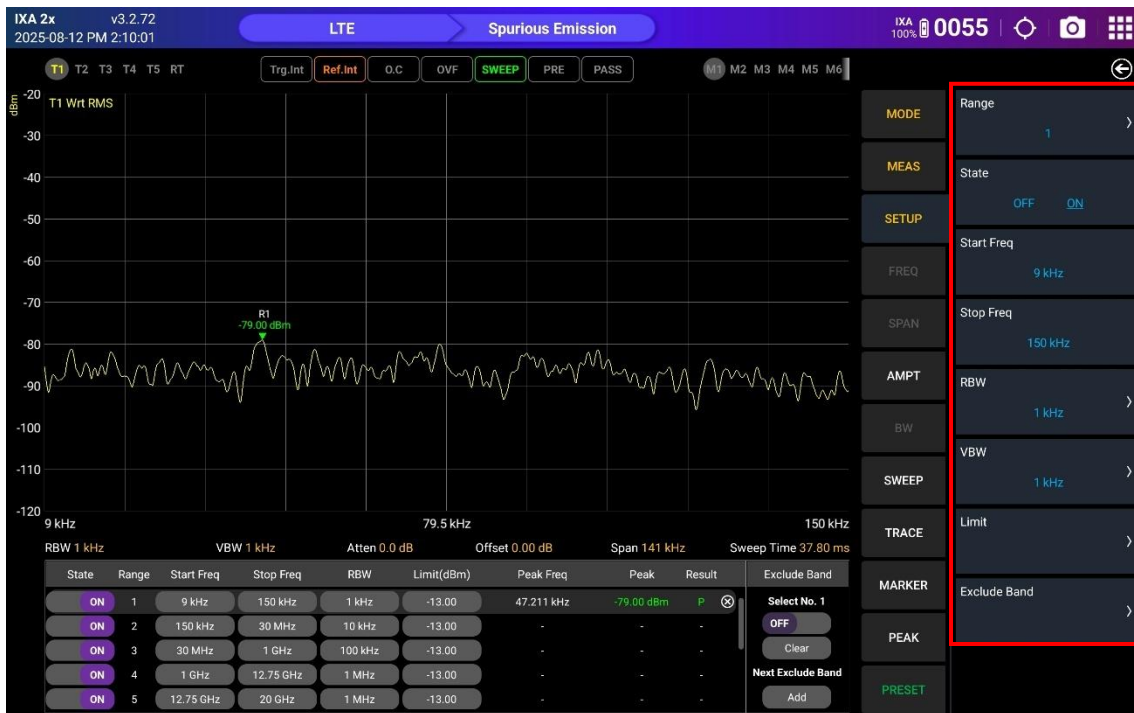 IXA 2x v3.2.72
2025-08-12 PM 2:10:01
LTE
Spurious Emission
IXA
100%
0055
T1 T2 T3 T4 T5 RT
Trg.Int Ref.Int O.C OVF SWEEP PRE PASS
M1 M2 M3 M4 M5 M6
dBm
-20
-30
-40
-50
-60
-70
-80
-90
-100
-110
-120
T1 Wrt RMS
R1
-79.00 dBm
9 kHz 79.5 kHz 150 kHz
RBW 1 kHz VBW 1 kHz Atten 0.0 dB Offset 0.00 dB Span 141 kHz Sweep Time 37.80 ms
State Range Start Freq Stop Freq RBW Limit(dBm) Peak Freq Peak Result
ON 1 9 kHz 150 kHz 1 kHz -13.00 47.211 kHz -79.00 dBm P
ON 2 150 kHz 30 MHz 10 kHz -13.00 - - -
ON 3 30 MHz 1 GHz 100 kHz -13.00 - - -
ON 4 1 GHz 12.75 GHz 1 MHz -13.00 - - -
ON 5 12.75 GHz 20 GHz 1 MHz -13.00 - - -
Exclude Band
Select No. 1
OFF
Clear
Next Exclude Band
Add
MODE
MEAS
SETUP
FREQ
SPAN
AMPT
BW
SWEEP
TRACE
MARKER
PEAK
PRESET
Range
1
State
OFF ON
Start Freq
9 kHz
Stop Freq
150 kHz
RBW
1 kHz
VBW
1 kHz
Limit
Exclude Band